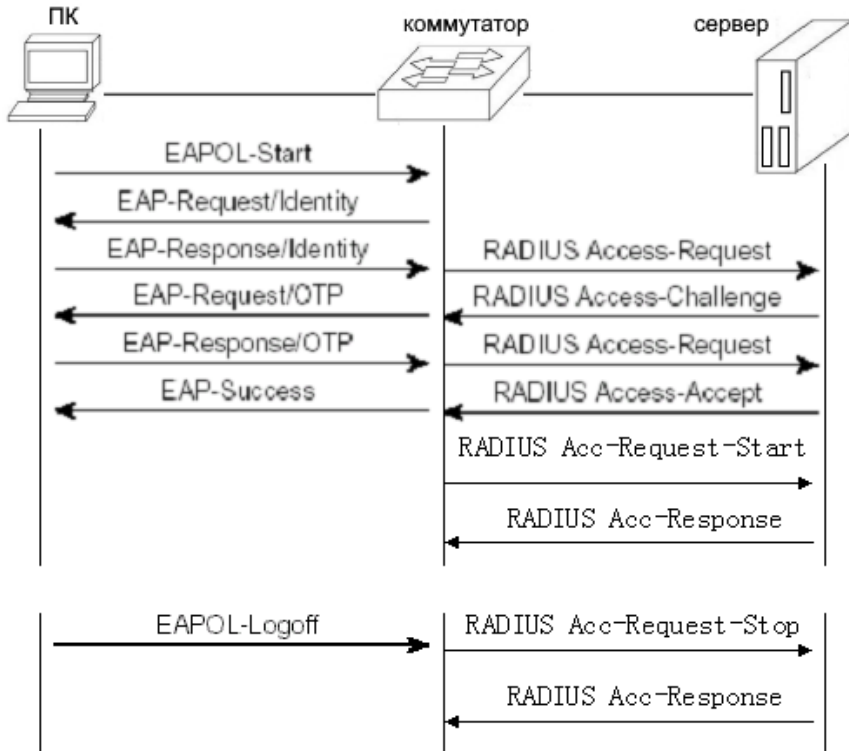 ПК
коммутатор
сервер
EAPOL-Start
EAP-Request/Identity
EAP-Response/Identity
RADIUS Access-Request
EAP-Request/OTP
RADIUS Access-Challenge
EAP-Response/OTP
RADIUS Access-Request
EAP-Success
RADIUS Access-Accept
RADIUS Acc-Request-Start
RADIUS Acc-Response
EAPOL-Logoff
RADIUS Acc-Request-Stop
RADIUS Acc-Response